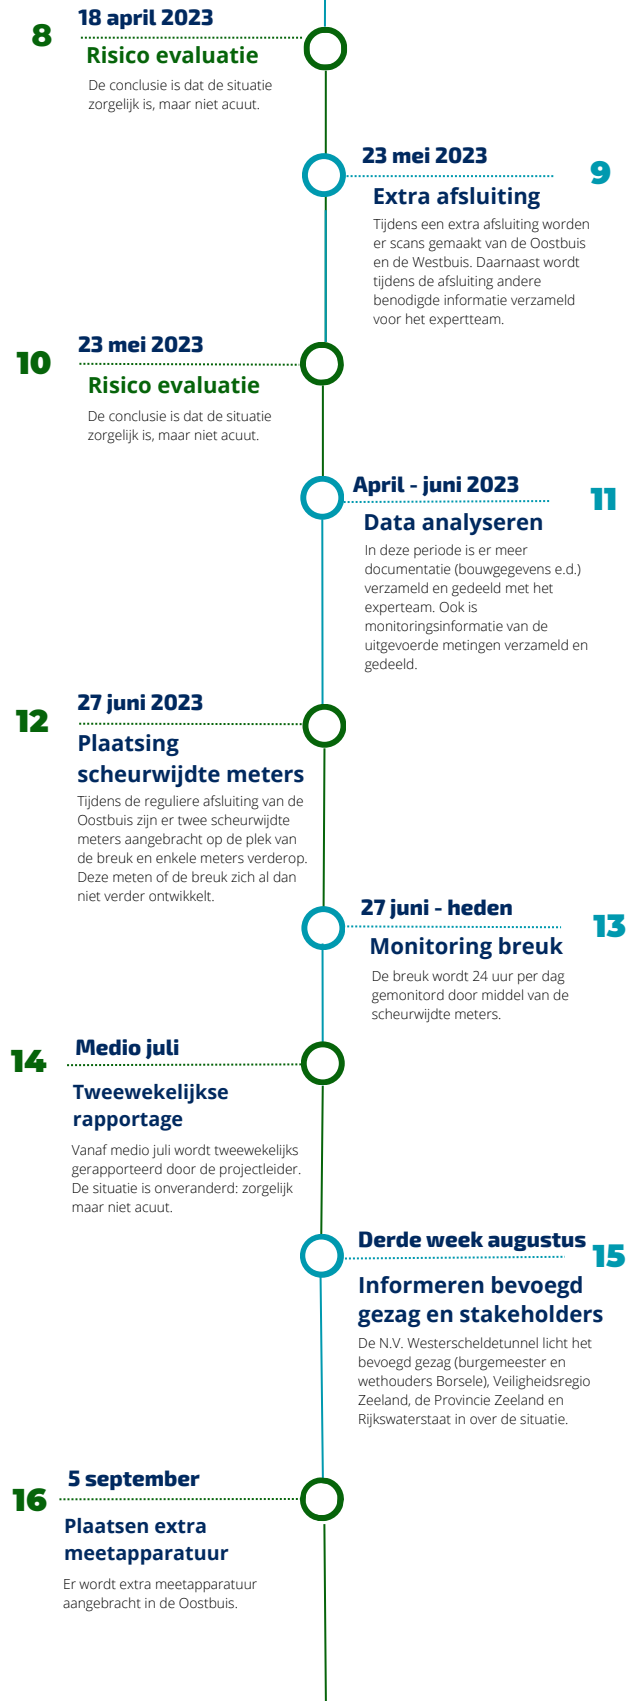 8
18 april 2023
Risico evaluatie
De conclusie is dat de situatie
zorgelijk is, maar niet acuut.
23 mei 2023
9
Extra afsluiting
Tijdens een extra afsluiting worden
er scans gemaakt van de Oostbuis
en de Westbuis. Daarnaast wordt
tijdens de afsluiting andere
benodigde informatie verzameld
voor het expertteam.
10
23 mei 2023
Risico evaluatie
De conclusie is dat de situatie
zorgelijk is, maar niet acuut.
April - juni 2023
11
Data analyseren
In deze periode is er meer
documentatie (bouwgegevens e.d.)
verzameld en gedeeld met het
experteam. Ook is
monitoringsinformatie van de
uitgevoerde metingen verzameld en
gedeeld.
12
27 juni 2023
Plaatsing
scheurwijdte meters
Tijdens de reguliere afsluiting van de
Oostbuis zijn er twee scheurwijdte
meters aangebracht op de plek van
de breuk en enkele meters verderop.
Deze meten of de breuk zich al dan
niet verder ontwikkelt.
27 juni - heden
13
Monitoring breuk
De breuk wordt 24 uur per dag
gemonitord door middel van de
scheurwijdte meters.
14
Medio juli
Tweewekelijkse
rapportage
Vanaf medio juli wordt tweewekelijks
gerapporteerd door de projectleider.
De situatie is onveranderd: zorgelijk
maar niet acuut.
Derde week augustus
15
Informeren bevoegd
gezag en stakeholders
De N.V. Westerscheldetunnel licht het
bevoegd gezag (burgemeester en
wethouders Borsele), Veiligheidsregio
Zeeland, de Provincie Zeeland en
Rijkswaterstaat in over de situatie.
16
5 september
Plaatsen extra
meetapparatuur
Er wordt extra meetapparatuur
aangebracht in de Oostbuis.